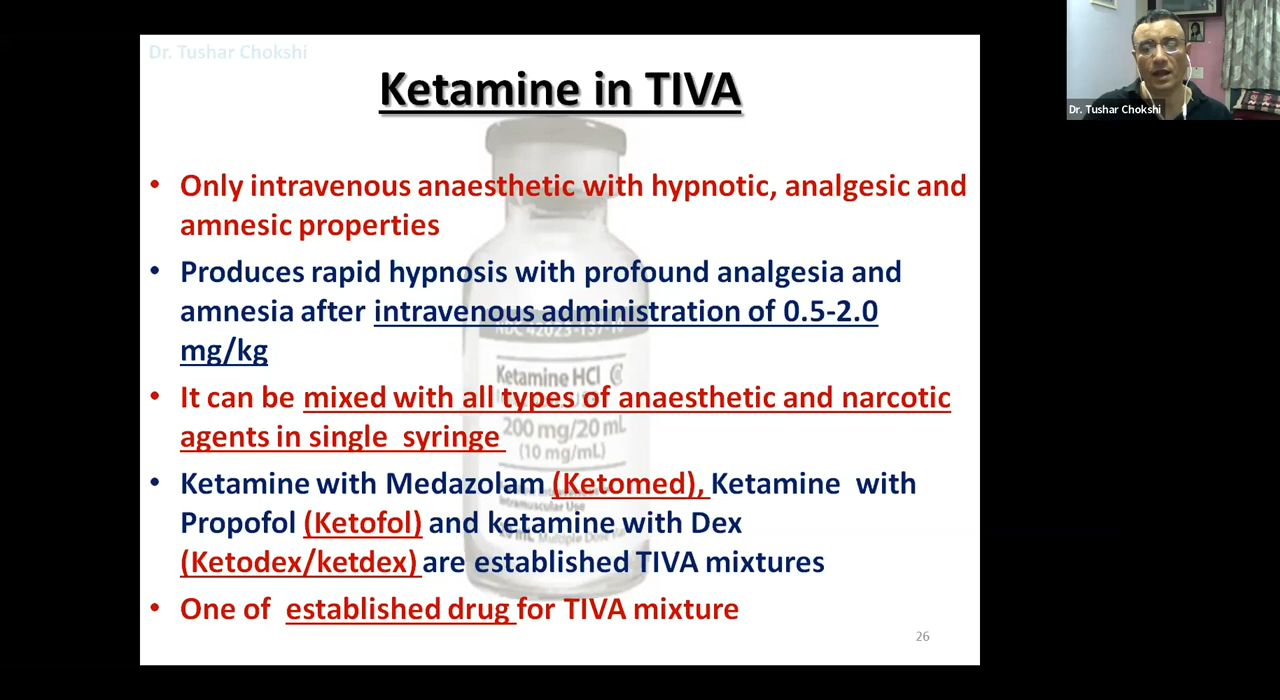 Dr. Tushar Chokshi
Ketamine in TIVA
• Only intravenous anaesthetic with hypnotic, analgesic and
amnesic properties
• Produces rapid hypnosis with profound analgesia and
amnesia after intravenous administration of 0.5-2.0
mg/kg
• It can be mixed with all types of anaesthetic and narcotic
agents in single syringe
• Ketamine with Medazolam (Ketomed), Ketamine with
Propofol (Ketofol) and ketamine with Dex
(Ketodex/ketdex) are established TIVA mixtures
• One of established drug for TIVA mixture
26
Ketamine HCl
200 mg/20 mL
(10 mg/mL)
Intramuscular Use
Dr. Tushar Chokshi